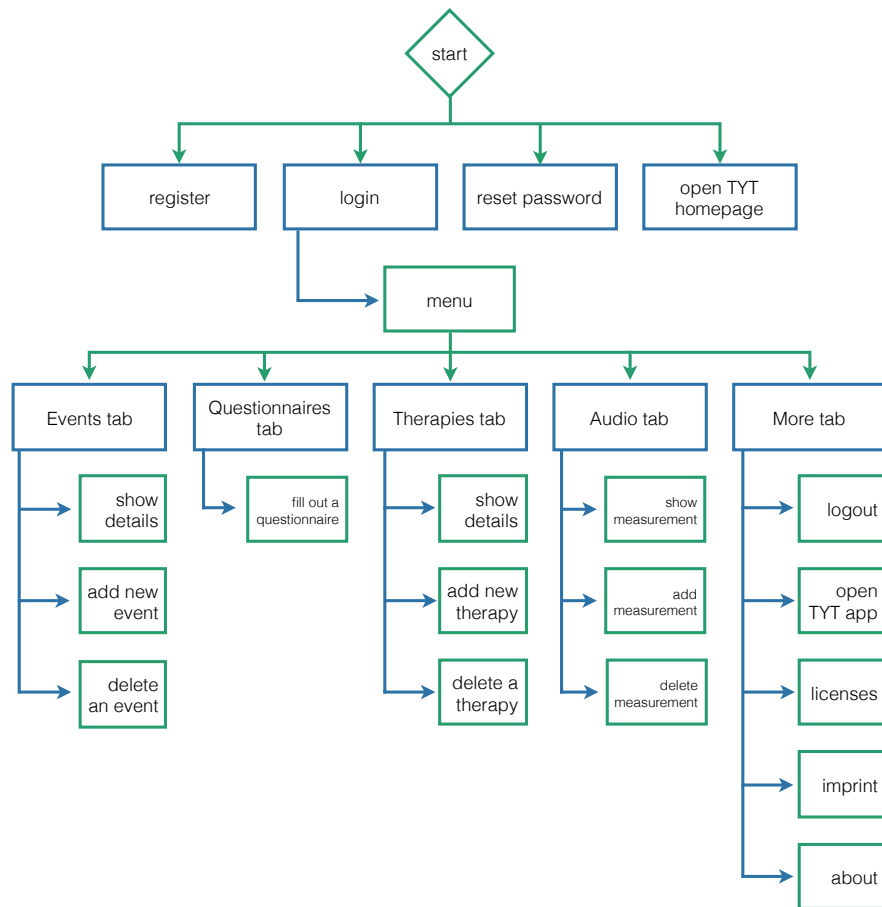 start
register
login
reset password
open TYT
homepage
menu
Events tab
Questionnaires
tab
Therapies tab
Audio tab
More tab
show
details
fill out a
questionnaire
show
details
show
measurement
logout
add new
event
add new
therapy
add
measurement
open
TYT app
delete
an event
delete a
therapy
delete
measurement
licenses
imprint
about